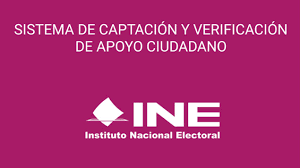 SISTEMA DE CAPTACIÓN Y VERIFICACIÓN
DE APOYO CIUDADANO
INE
Instituto Nacional Electoral